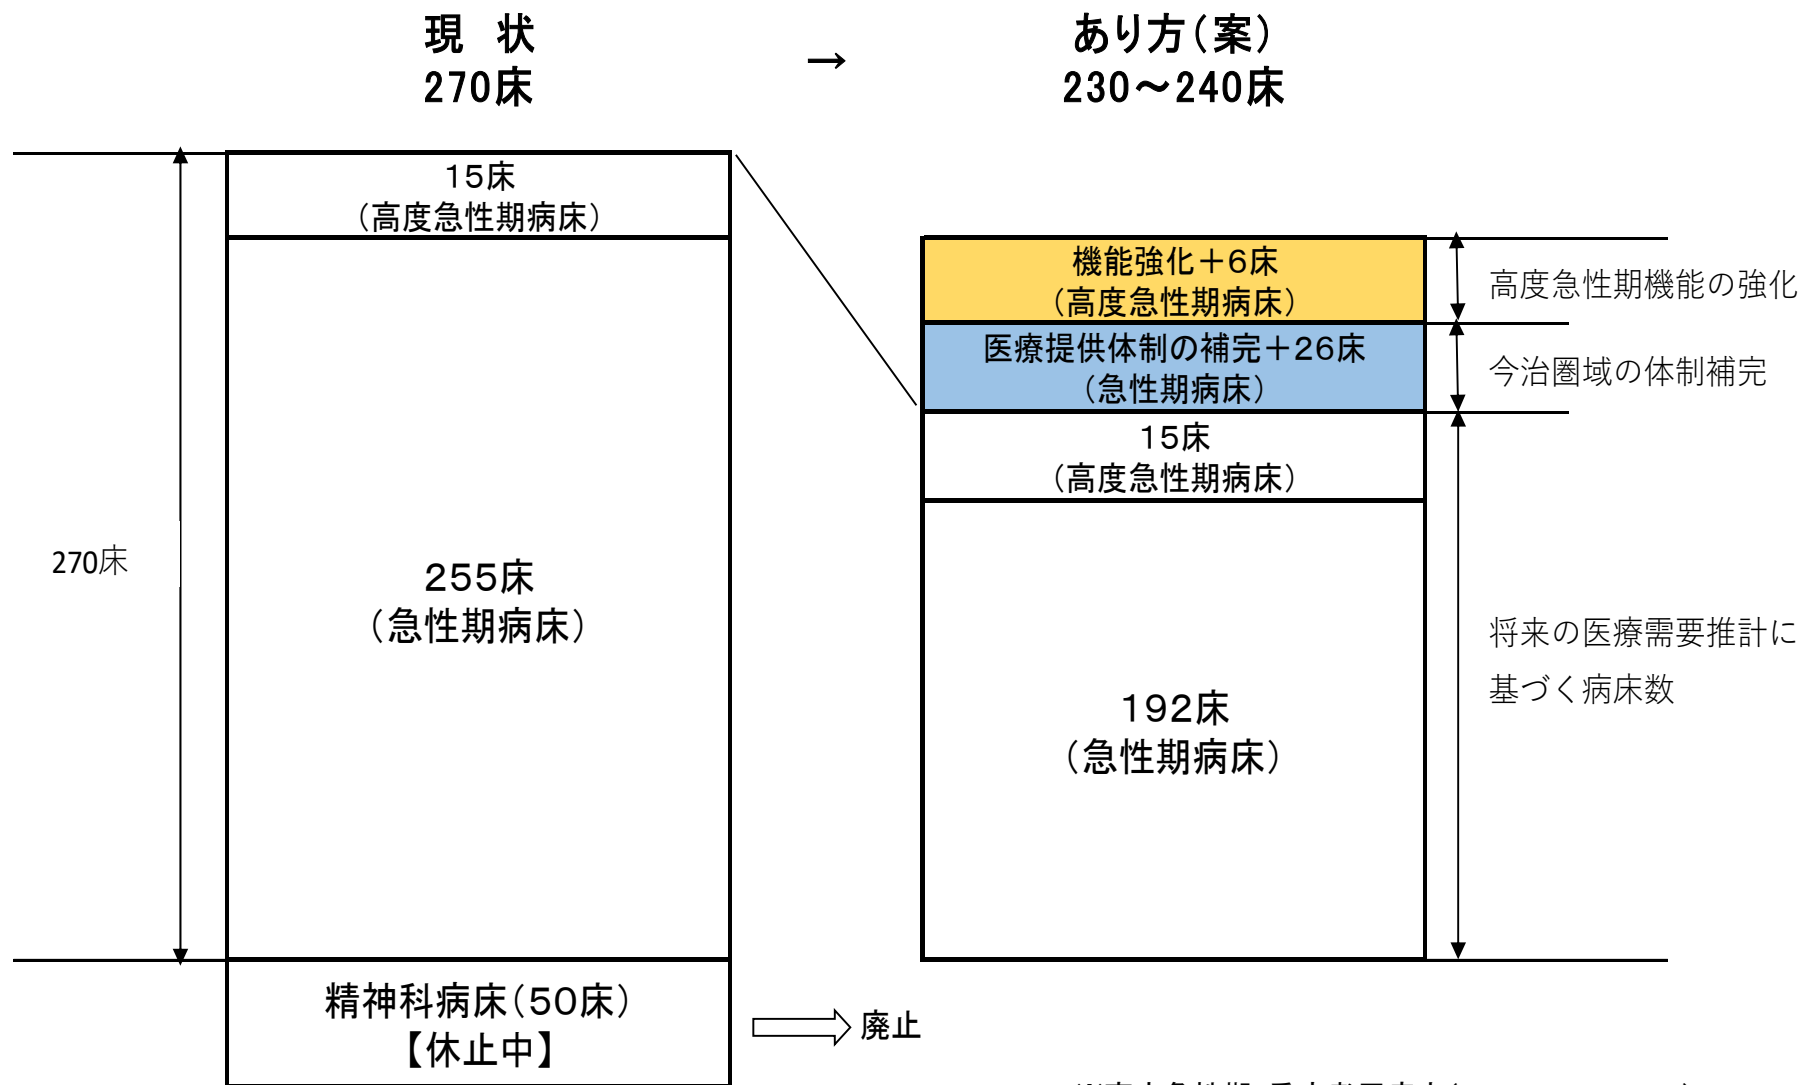 現 状
270床
→
あり方(案)
230～240床
15床
(高度急性期病床)
255床
(急性期病床)
270床
精神科病床(50床)
【休止中】
廃止
機能強化＋6床
(高度急性期病床)
医療提供体制の補完＋26床
(急性期病床)
15床
(高度急性期病床)
192床
(急性期病床)
高度急性期機能の強化
今治圏域の体制補完
将来の医療需要推計に
基づく病床数